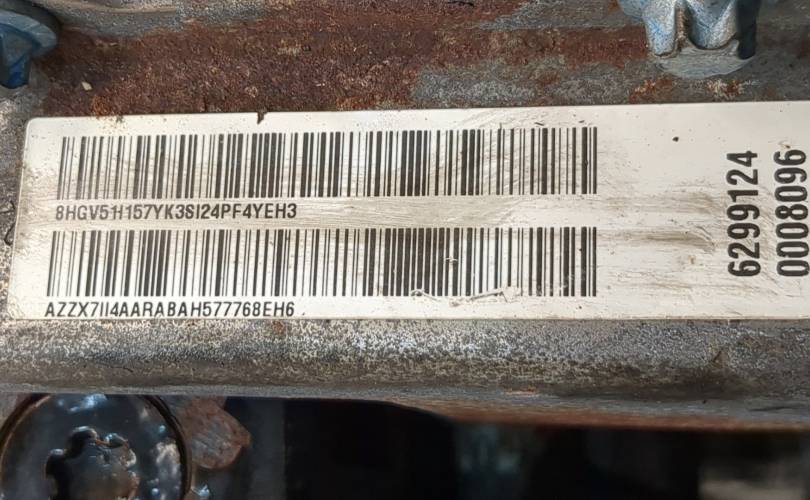 8HGV51H157YK3SI24PF4YEH3
AZZX7II4AARABAH577768EH6
6299124
0008096